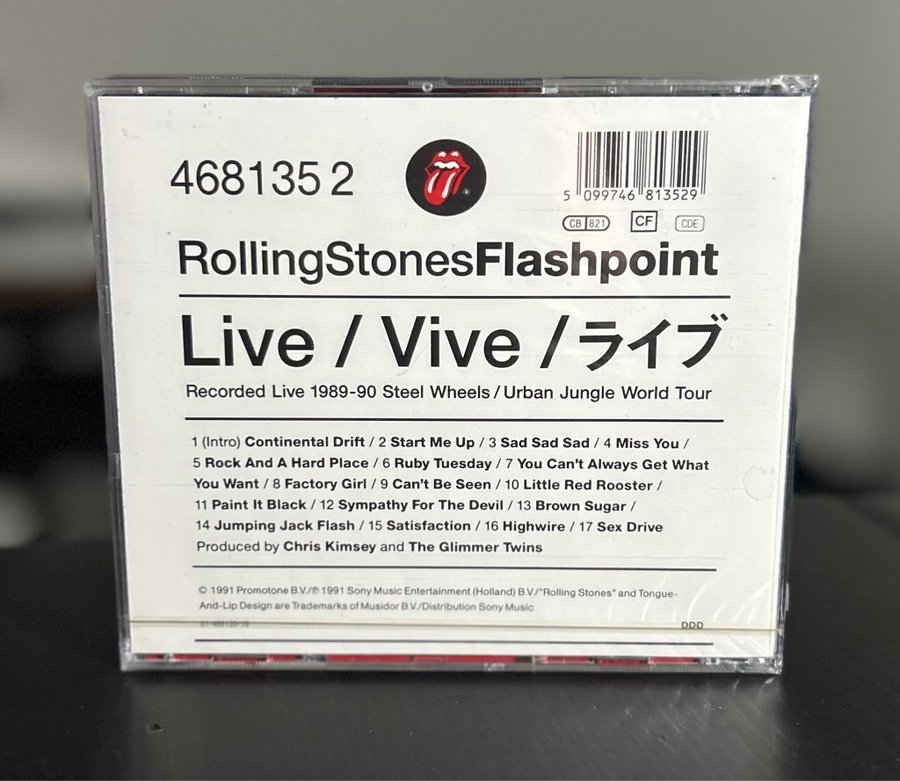 468135 2
5 099746 813529
CB 821 CF CDE
RollingStonesFlashpoint
Live / Vive / ライブ
Recorded Live 1989-90 Steel Wheels / Urban Jungle World Tour
1 (Intro) Continental Drift / 2 Start Me Up / 3 Sad Sad Sad / 4 Miss You /
5 Rock And A Hard Place / 6 Ruby Tuesday / 7 You Can't Always Get What
You Want / 8 Factory Girl / 9 Can't Be Seen / 10 Little Red Rooster /
11 Paint It Black / 12 Sympathy For The Devil / 13 Brown Sugar /
14 Jumping Jack Flash / 15 Satisfaction / 16 Highwire / 17 Sex Drive
Produced by Chris Kimsey and The Glimmer Twins
© 1991 Promotone B.V./℗ 1991 Sony Music Entertainment (Holland) B.V./"Rolling Stones" and Tongue-
And-Lip Design are Trademarks of Musidor B.V./Distribution Sony Music
DDD